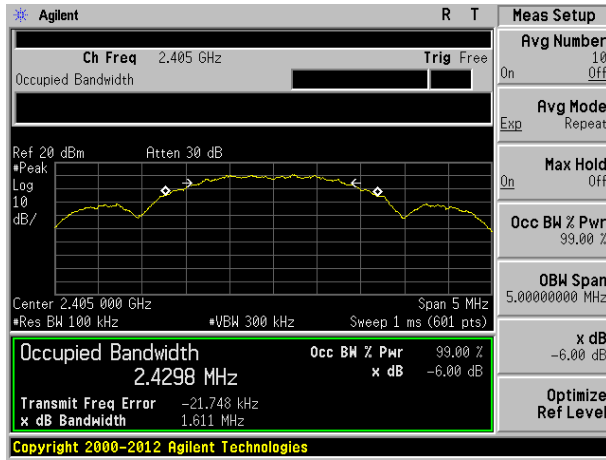 Agilent R T
Meas Setup
Ch Freq 2.405 GHz Trig Free
Occupied Bandwidth
Avg Number
10
On Off
Avg Mode
Exp Repeat
Ref 20 dBm Atten 30 dB
#Peak
Log
10
dB/
Max Hold
On Off
Occ BW % Pwr
99.00 %
OBW Span
5.00000000 MHz
Center 2.405 000 GHz Span 5 MHz
#Res BW 100 kHz #VBW 300 kHz Sweep 1 ms (601 pts)
x dB
-6.00 dB
Optimize
Ref Level
Occupied Bandwidth Occ BW % Pwr 99.00 %
2.4298 MHz x dB -6.00 dB
Transmit Freq Error -21.748 kHz
x dB Bandwidth 1.611 MHz
Copyright 2000-2012 Agilent Technologies